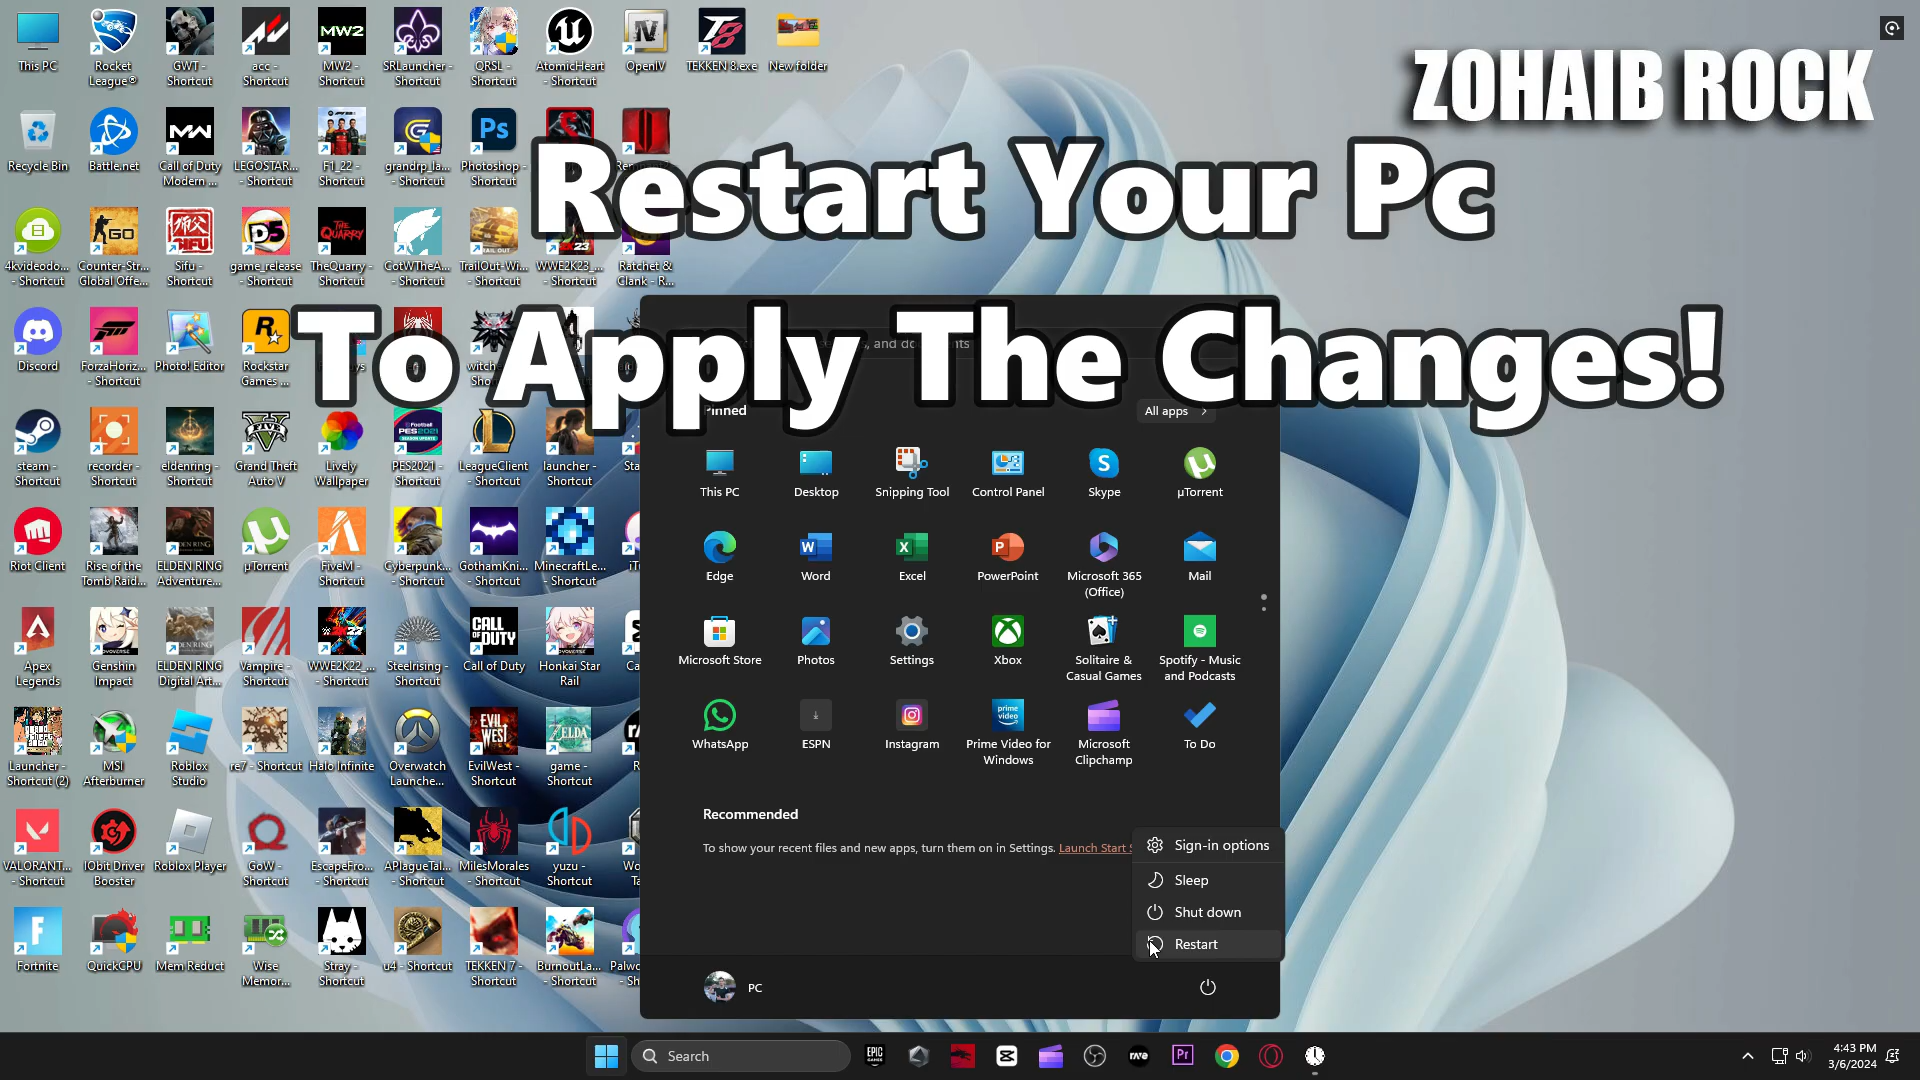 ZOHAIB ROCK
Restart Your Pc
To Apply The Changes!
This PC
Rocket League®
GWT - Shortcut
acc - Shortcut
MW2 - Shortcut
SRLauncher - Shortcut
QRSL - Shortcut
AtomicHeart - Shortcut
OpenIV
TEKKEN 8.exe
New folder
Recycle Bin
Battle.net
Call of Duty Modern ...
LEGOSTAR... - Shortcut
F1_22 - Shortcut
grandrp_la... - Shortcut
Photoshop - Shortcut
4kvideodo... - Shortcut
Counter-Str... Global Offe...
Sifu - Shortcut
game_release - Shortcut
TheQuarry - Shortcut
CotWTheA... - Shortcut
TrailOut-Wi... - Shortcut
WWE2K23_... - Shortcut
Ratchet & Clank - R...
Discord
ForzaHoriz... - Shortcut
Photo! Editor
Rockstar Games ...
steam - Shortcut
recorder - Shortcut
eldenring - Shortcut
Grand Theft Auto V
Lively Wallpaper
PES2021 - Shortcut
LeagueClient - Shortcut
launcher - Shortcut
Riot Client
Rise of the Tomb Raid...
ELDEN RING Adventure...
µTorrent
FiveM - Shortcut
Cyberpunk... - Shortcut
GothamKni... - Shortcut
MinecraftLe... - Shortcut
Apex Legends
Genshin Impact
ELDEN RING Digital Art...
Vampire - Shortcut
WWE2K22_... - Shortcut
Steelrising - Shortcut
Call of Duty
Honkai Star Rail
Launcher - Shortcut (2)
MSI Afterburner
Roblox Studio
re7 - Shortcut
Halo Infinite
Overwatch Launche...
EvilWest - Shortcut
game - Shortcut
VALORANT... - Shortcut
IObit Driver Booster
Roblox Player
GoW - Shortcut
EscapeFro... - Shortcut
APlagueTal... - Shortcut
MilesMorales - Shortcut
yuzu - Shortcut
Fortnite
QuickCPU
Mem Reduct
Wise Memor...
Stray - Shortcut
u4 - Shortcut
TEKKEN 7 - Shortcut
BurnoutLa... - Shortcut
Pinned
All apps
This PC
Desktop
Snipping Tool
Control Panel
Skype
µTorrent
Edge
Word
Excel
PowerPoint
Microsoft 365 (Office)
Mail
Microsoft Store
Photos
Settings
Xbox
Solitaire & Casual Games
Spotify - Music and Podcasts
WhatsApp
ESPN
Instagram
Prime Video for Windows
Microsoft Clipchamp
To Do
Recommended
To show your recent files and new apps, turn them on in Settings. Launch Start S
Sign-in options
Sleep
Shut down
Restart
PC
Search
4:43 PM
3/6/2024